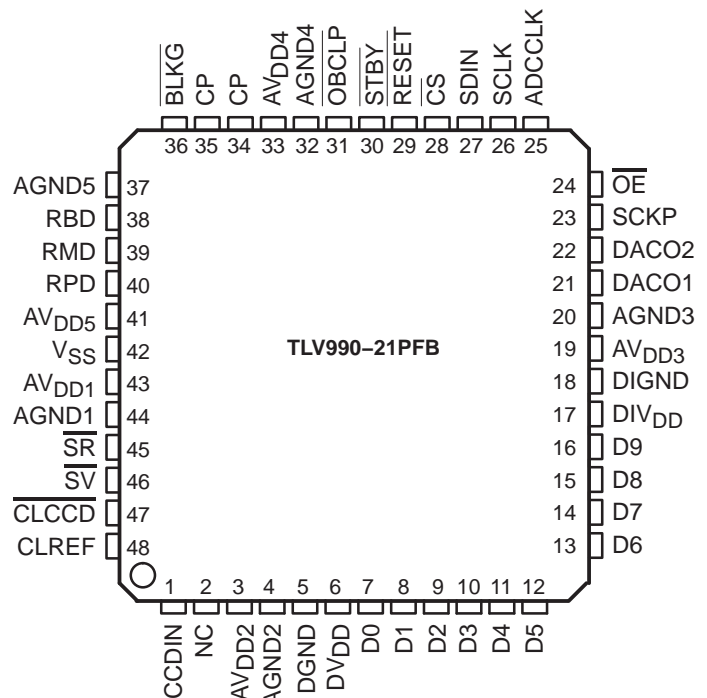 BLKG
CP
CP
AVDD4
AGND4
OBCLP
STBY
RESET
CS
SDIN
SCLK
ADCCLK
36 35 34 33 32 31 30 29 28 27 26 25
AGND5 37
RBD 38
RMD 39
RPD 40
AVDD5 41
VSS 42
AVDD1 43
AGND1 44
SR 45
SV 46
CLCCD 47
CLREF 48
TLV990–21PFB
24 OE
23 SCKP
22 DACO2
21 DACO1
20 AGND3
19 AVDD3
18 DIGND
17 DIVDD
16 D9
15 D8
14 D7
13 D6
1 2 3 4 5 6 7 8 9 10 11 12
CCDIN
NC
AVDD2
AGND2
DGND
DVDD
D0
D1
D2
D3
D4
D5